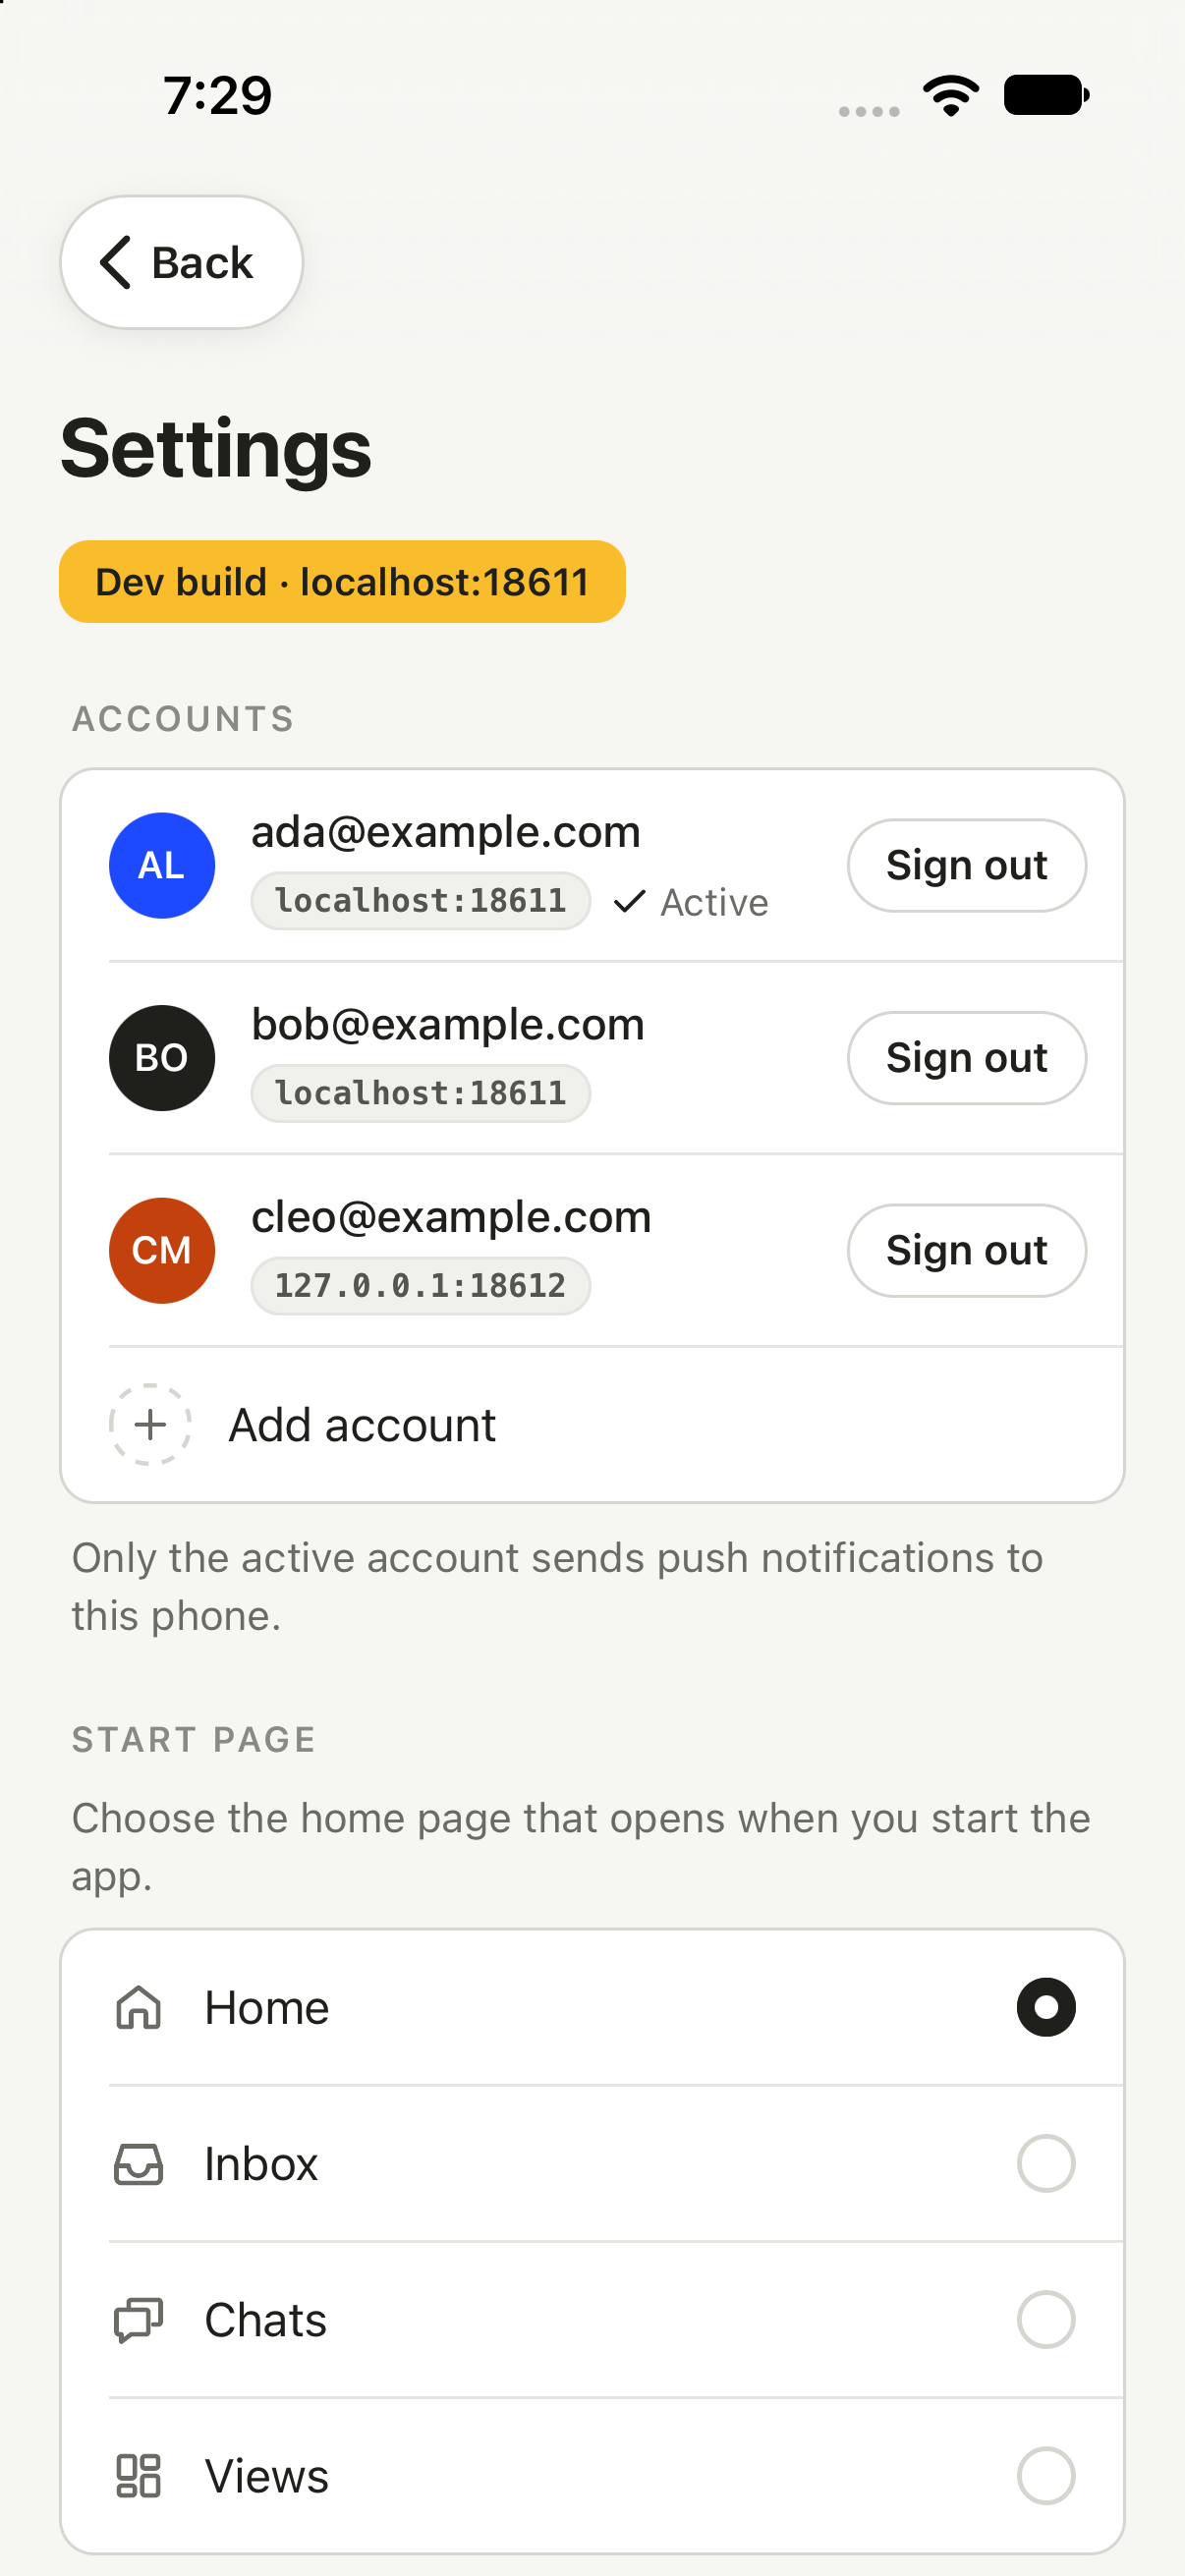 7:29
Back
Settings
Dev build · localhost:18611
ACCOUNTS
AL
ada@example.com
Sign out
localhost:18611
Active
BO
bob@example.com
Sign out
localhost:18611
CM
cleo@example.com
Sign out
127.0.0.1:18612
Add account
Only the active account sends push notifications to
this phone.
START PAGE
Choose the home page that opens when you start the
app.
Home
Inbox
Chats
Views